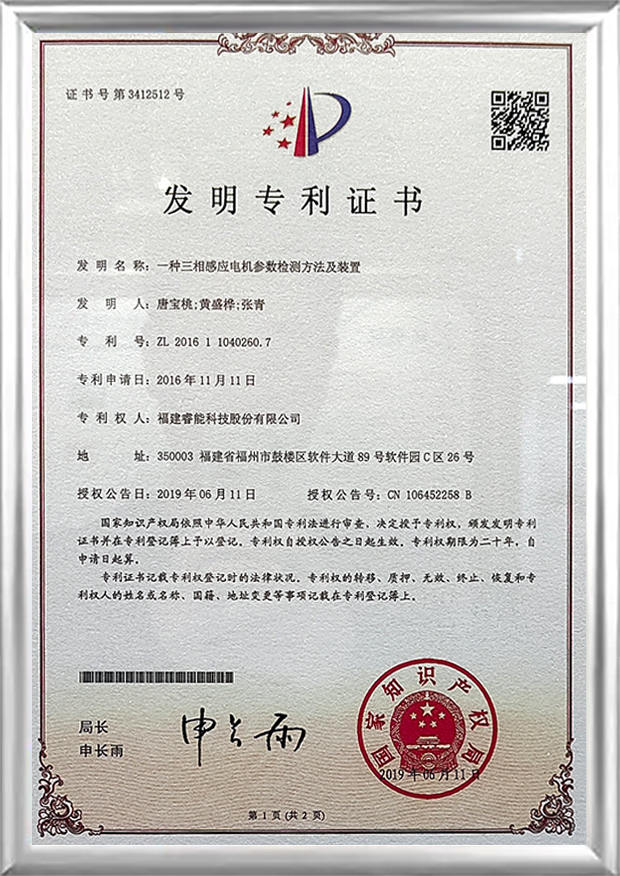 证书号第3412512号
发明专利证书
发明名称：一种三相感应电机参数检测方法及装置
发明人：唐宝桃;黄盛桦;张青
专利号：ZL 2016 1 1040260.7
专利申请日：2016年11月11日
专利权人：福建睿能科技股份有限公司
地址：350003 福建省福州市鼓楼区软件大道89号软件园C区26号
授权公告日：2019年06月11日 授权公告号：CN 106452258 B
国家知识产权局依照中华人民共和国专利法进行审查，决定授予专利权，颁发发明专利
证书并在专利登记簿上予以登记。专利权自授权公告之日起生效。专利权期限为二十年，自
申请日起算。
专利证书记载专利权登记时的法律状况。专利权的转移、质押、无效、终止、恢复和专
利权人的姓名或名称、国籍、地址变更等事项记载在专利登记簿上。
局长
申长雨
申长雨
国家知识产权局
2019年06月11日
第1页(共2页)